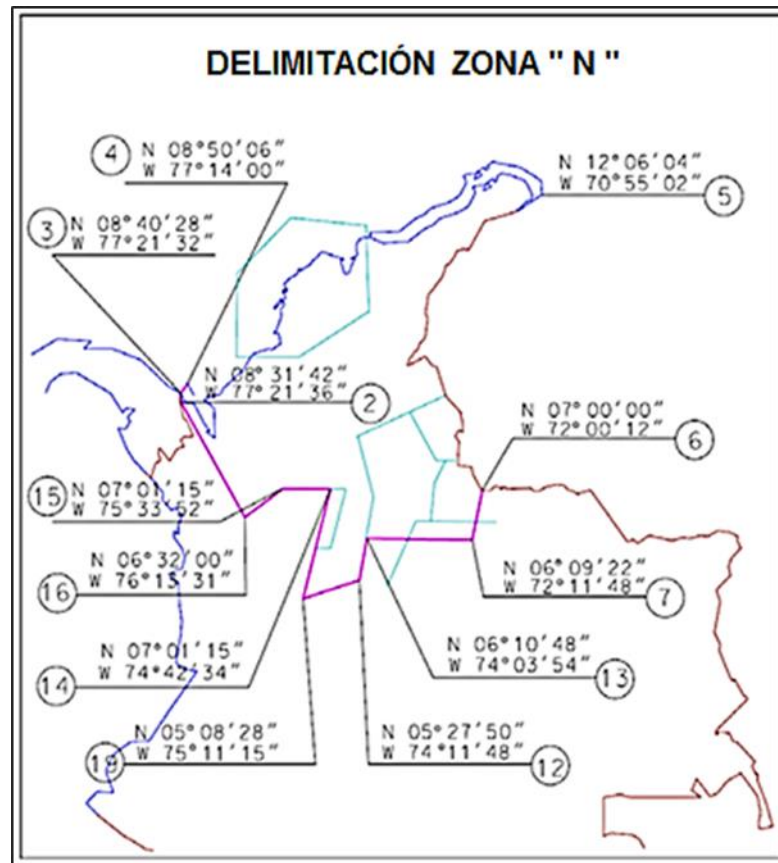 DELIMITACIÓN ZONA " N "
4
N 08°50'06"
W 77°14'00"
N 12°06'04"
W 70°55'02"
5
3
N 08°40'28"
W 77°21'32"
N 08°31'42"
W 77°21'36"
2
N 07°00'00"
W 72°00'12"
6
15
N 07°01'15"
W 75°33'52"
N 06°32'00"
W 76°13'31"
16
N 06°09'22"
W 72°11'48"
7
N 07°01'15"
W 74°42'34"
14
N 06°10'48"
W 74°03'54"
13
N 05°08'28"
W 75°11'15"
19
N 05°27'50"
W 74°11'48"
12